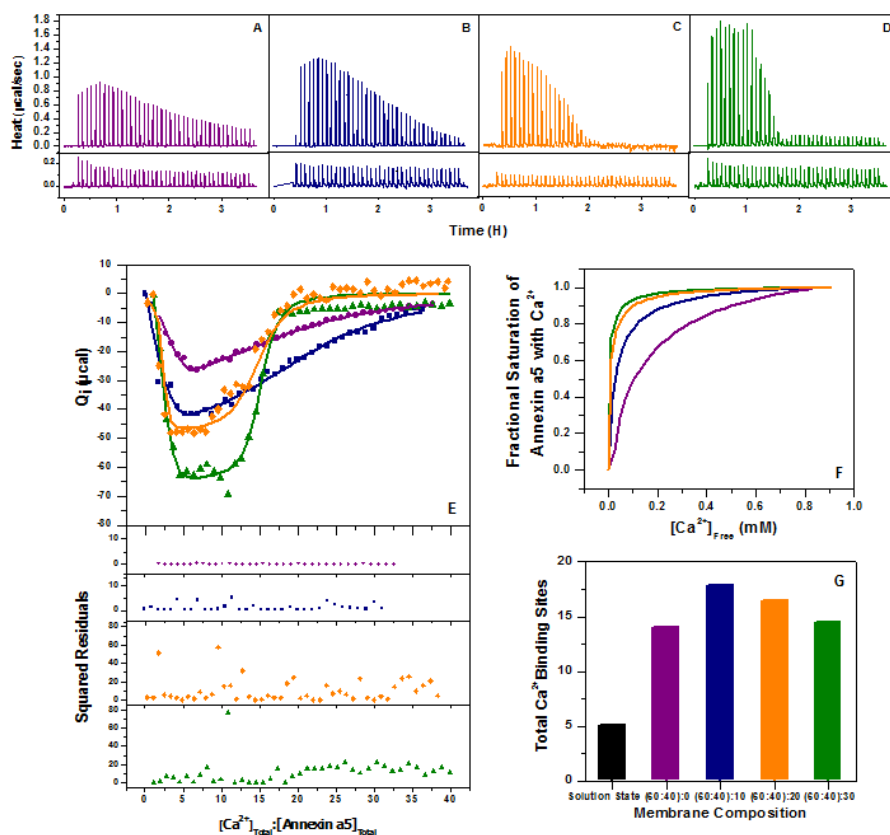 A
B
C
D
Heat (µcal/sec)
1.8
1.6
1.4
1.2
1.0
0.8
0.6
0.4
0.2
0.0
0.2
0.0
0 1 2 3 0 1 2 3 0 1 2 3 0 1 2 3
Time (H)
Qi (µcal)
10
0
-10
-20
-30
-40
-50
-60
-70
-80
E
Squared Residuals
10
0
10
0
80
60
40
20
0
80
60
40
20
0
0 5 10 15 20 25 30 35 40
[Ca2+]Total:[Annexin a5]Total
Fractional Saturation of
Annexin a5 with Ca2+
1.0
0.8
0.6
0.4
0.2
0.0
F
0.0 0.2 0.4 0.6 0.8 1.0
[Ca2+]Free (mM)
Total Ca2+ Binding Sites
20
15
10
5
0
G
Solution State (60:40):0 (60:40):10 (60:40):20 (60:40):30
Membrane Composition